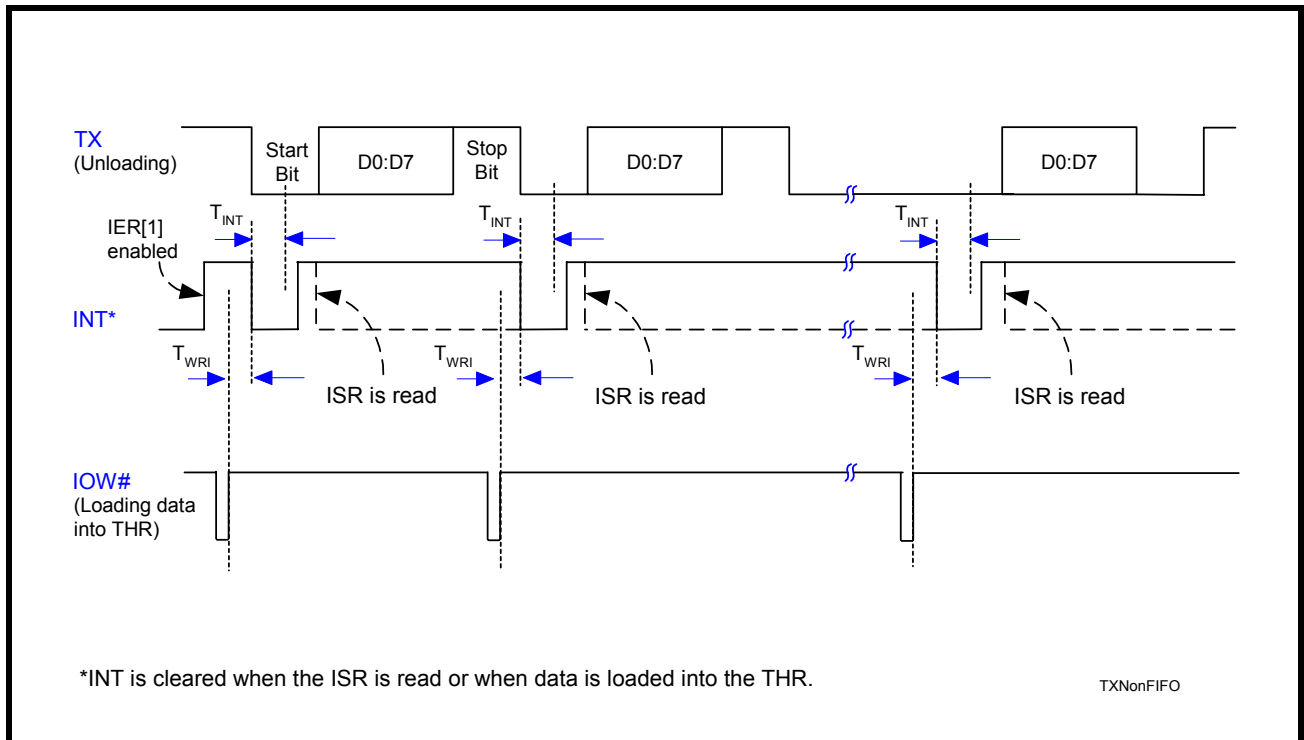 TX
(Unloading)
Start
Bit
D0:D7
Stop
Bit
D0:D7
D0:D7
IER[1]
enabled
TINT
TINT
TINT
INT*
TWRI
TWRI
TWRI
ISR is read
ISR is read
ISR is read
IOW#
(Loading data
into THR)
*INT is cleared when the ISR is read or when data is loaded into the THR.
TXNonFIFO